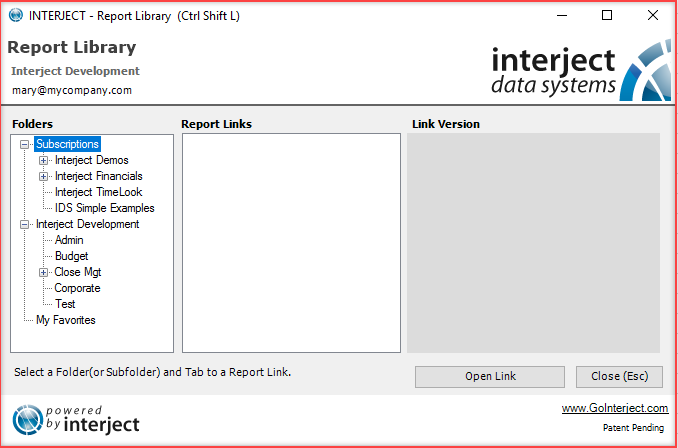 INTERJECT - Report Library  (Ctrl Shift L)
Report Library
Interject Development
mary@mycompany.com
interject
data systems
Folders
Report Links
Link Version
Subscriptions
Interject Demos
Interject Financials
Interject TimeLook
IDS Simple Examples
Interject Development
Admin
Budget
Close Mgt
Corporate
Test
My Favorites
Select a Folder(or Subfolder) and Tab to a Report Link.
Open Link
Close (Esc)
powered
by interject
www.GoInterject.com
Patent Pending